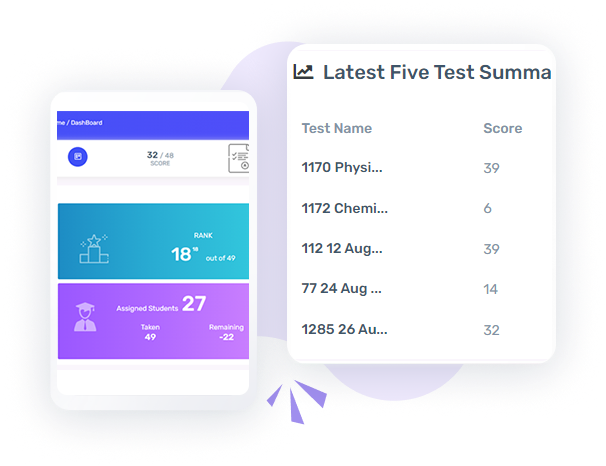 me / DashBoard
32 / 48
SCORE
RANK
18 18 out of 49
Assigned Students 27
Taken Remaining
49 -22
Latest Five Test Summa
Test Name Score
1170 Physi... 39
1172 Chemi... 6
112 12 Aug... 39
77 24 Aug ... 14
1285 26 Au... 32